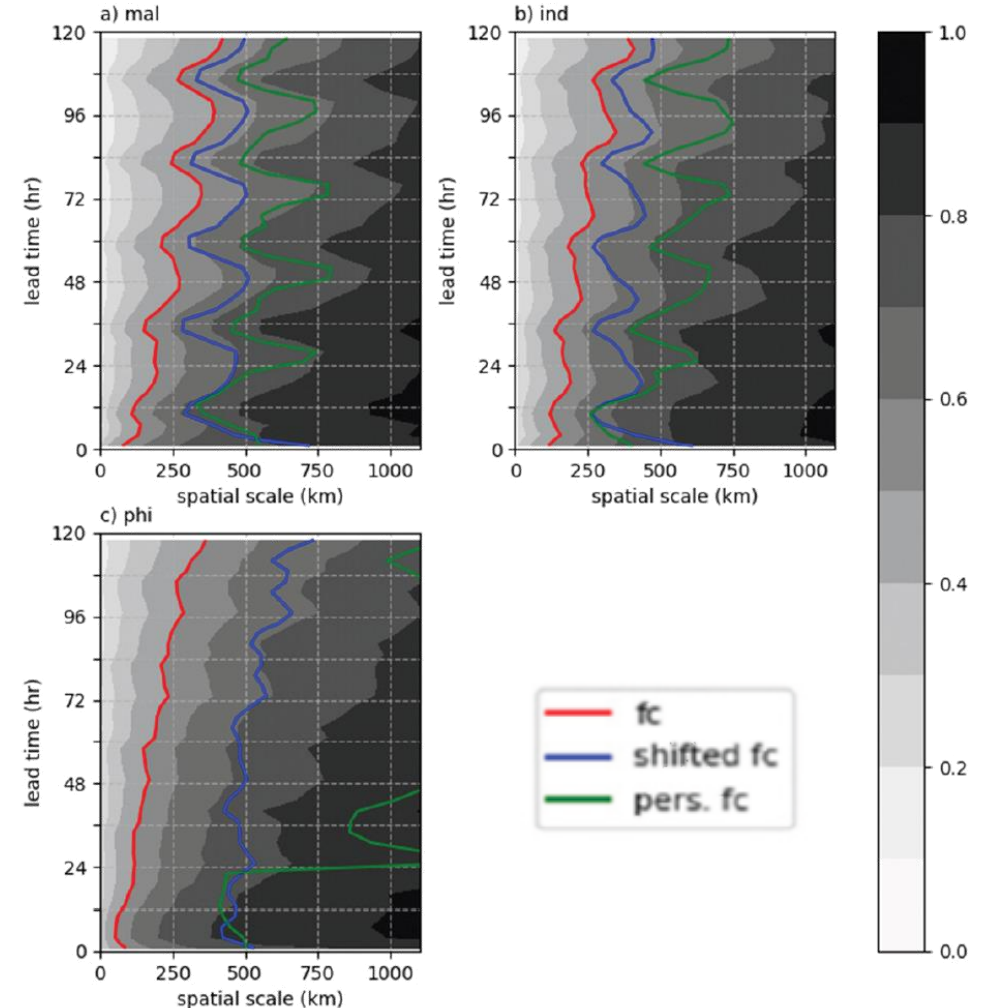 a) mal
120
96
72
48
24
0
lead time (hr)
0 250 500 750 1000
spatial scale (km)
b) ind
120
96
72
48
24
0
lead time (hr)
0 250 500 750 1000
spatial scale (km)
1.0
0.8
0.6
0.4
0.2
0.0
c) phi
120
96
72
48
24
0
lead time (hr)
0 250 500 750 1000
spatial scale (km)
fc
shifted fc
pers. fc